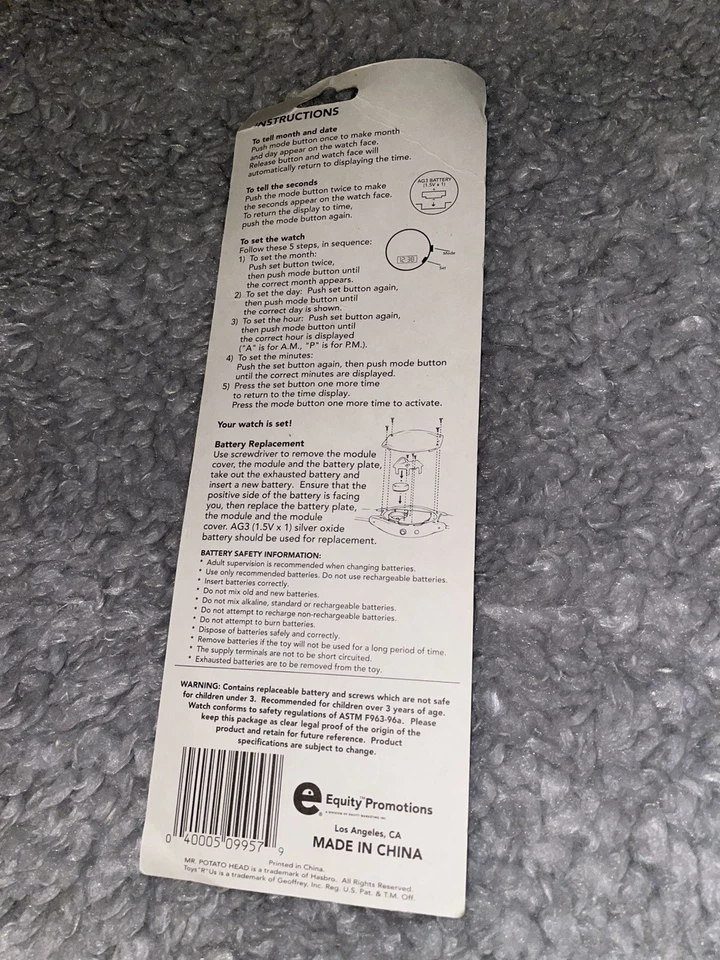 INSTRUCTIONS
To tell month and date
Push mode button once to make month
and day appear on the watch face.
Release button and watch face will
automatically return to displaying the time.
To tell the seconds
Push the mode button twice to make
the seconds appear on the watch face.
To return the display to time,
push the mode button again.
AG3 BATTERY
(1.5V x 1)
To set the watch
Follow these 5 steps, in sequence:
1) To set the month:
Push set button twice,
then push mode button until
the correct month appears.
12:30
Mode
Set
2) To set the day: Push set button again,
then push mode button until
the correct day is shown.
3) To set the hour: Push set button again,
then push mode button until
the correct hour is displayed
("A" is for A.M., "P" is for P.M.).
4) To set the minutes:
Push the set button again, then push mode button
until the correct minutes are displayed.
5) Press the set button one more time
to return to the time display.
Press the mode button one more time to activate.
Your watch is set!
Battery Replacement
Use screwdriver to remove the module
cover, the module and the battery plate,
take out the exhausted battery and
insert a new battery. Ensure that the
positive side of the battery is facing
you, then replace the battery plate,
the module and the module
cover. AG3 (1.5V x 1) silver oxide
battery should be used for replacement.
BATTERY SAFETY INFORMATION:
* Adult supervision is recommended when changing batteries.
* Use only recommended batteries. Do not use rechargeable batteries.
* Insert batteries correctly.
* Do not mix old and new batteries.
* Do not mix alkaline, standard or rechargeable batteries.
* Do not attempt to recharge non-rechargeable batteries.
* Do not attempt to burn batteries.
* Dispose of batteries safely and correctly.
* Remove batteries if the toy will not be used for a long period of time.
* The supply terminals are not to be short circuited.
* Exhausted batteries are to be removed from the toy.
WARNING: Contains replaceable battery and screws which are not safe
for children under 3. Recommended for children over 3 years of age.
Watch conforms to safety regulations of ASTM F963-96a. Please
keep this package as clear legal proof of the origin of the
product and retain for future reference. Product
specifications are subject to change.
e
Equity Promotions
A DIVISION OF EQUITY MARKETING INC.
Los Angeles, CA
MADE IN CHINA
0 40005 09957 9
Printed in China.
MR. POTATO HEAD is a trademark of Hasbro. All Rights Reserved.
Toys"R"Us is a trademark of Geoffrey, Inc. Reg. U.S. Pat. & T.M. Off.